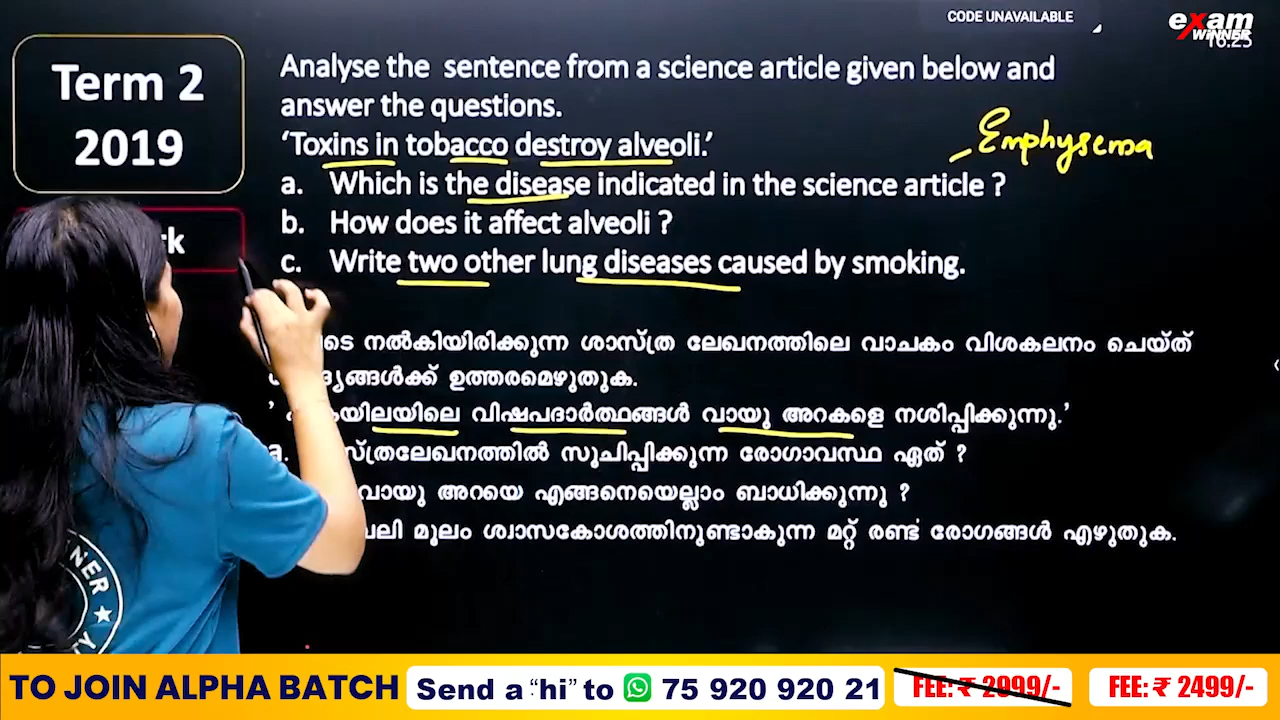 CODE UNAVAILABLE
exam
WINNER
16:25
Term 2
2019
Analyse the sentence from a science article given below and
answer the questions.
‘Toxins in tobacco destroy alveoli.’
Emphysema
a. Which is the disease indicated in the science article ?
b. How does it affect alveoli ?
c. Write two other lung diseases caused by smoking.
നൽകിയിരിക്കുന്ന ശാസ്ത്ര ലേഖനത്തിലെ വാചകം വിശകലനം ചെയ്ത്
ഉത്തരമെഴുതുക.
വിഷപദാർത്ഥങ്ങൾ വായു അറകളെ നശിപ്പിക്കുന്നു.’
a. സൂചിപ്പിക്കുന്ന രോഗാവസ്ഥ ഏത് ?
വായു അറയെ എങ്ങനെയെല്ലാം ബാധിക്കുന്നു ?
മൂലം ശ്വാസകോശത്തിനുണ്ടാകുന്ന മറ്റ് രണ്ട് രോഗങ്ങൾ എഴുതുക.
TO JOIN ALPHA BATCH
Send a “hi” to 75 920 920 21
FEE: ₹ 2999/-
FEE: ₹ 2499/-